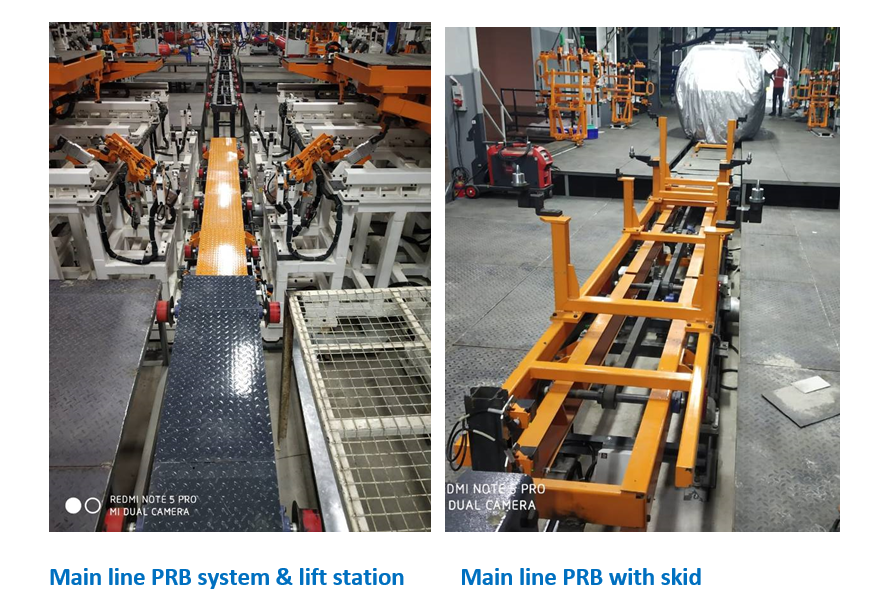 REDMI NOTE 5 PRO
MI DUAL CAMERA
DMI NOTE 5 PRO
DUAL CAMERA
Main line PRB system & lift station
Main line PRB with skid